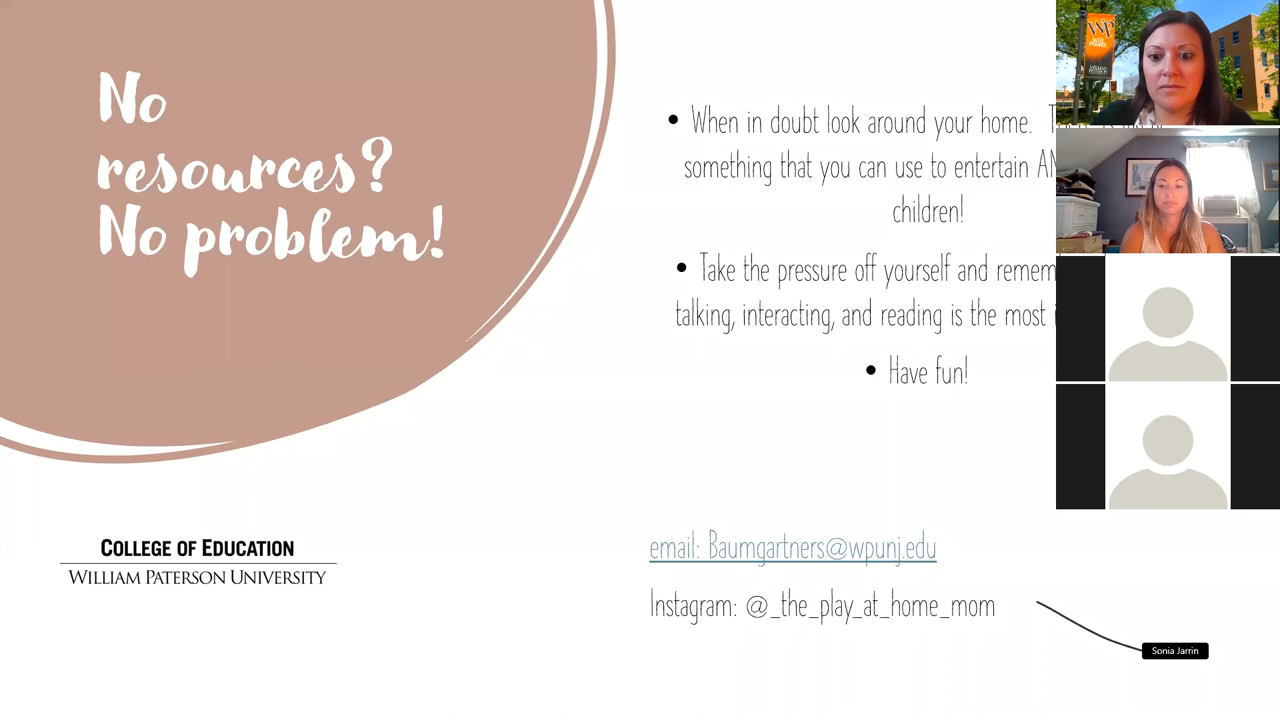 No
resources?
No problem!
• When in doubt look around your home.
something that you can use to entertain
children!
• Take the pressure off yourself and
talking, interacting, and reading is the most
• Have fun!
COLLEGE OF EDUCATION
WILLIAM PATERSON UNIVERSITY
email: Baumgartners@wpunj.edu
Instagram: @_the_play_at_home_mom
Sonia Jarrin
WP